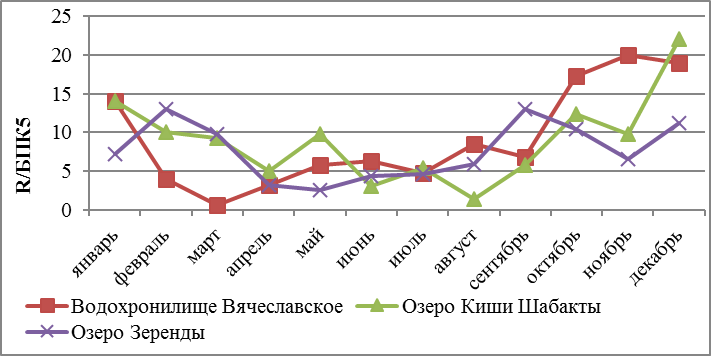 25
20
15
10
5
0
R/БПК5
январь
февраль
март
апрель
май
июнь
июль
август
сентябрь
октябрь
ноябрь
декабрь
Водохронилище Вячеславское
Озеро Киши Шабакты
Озеро Зеренды